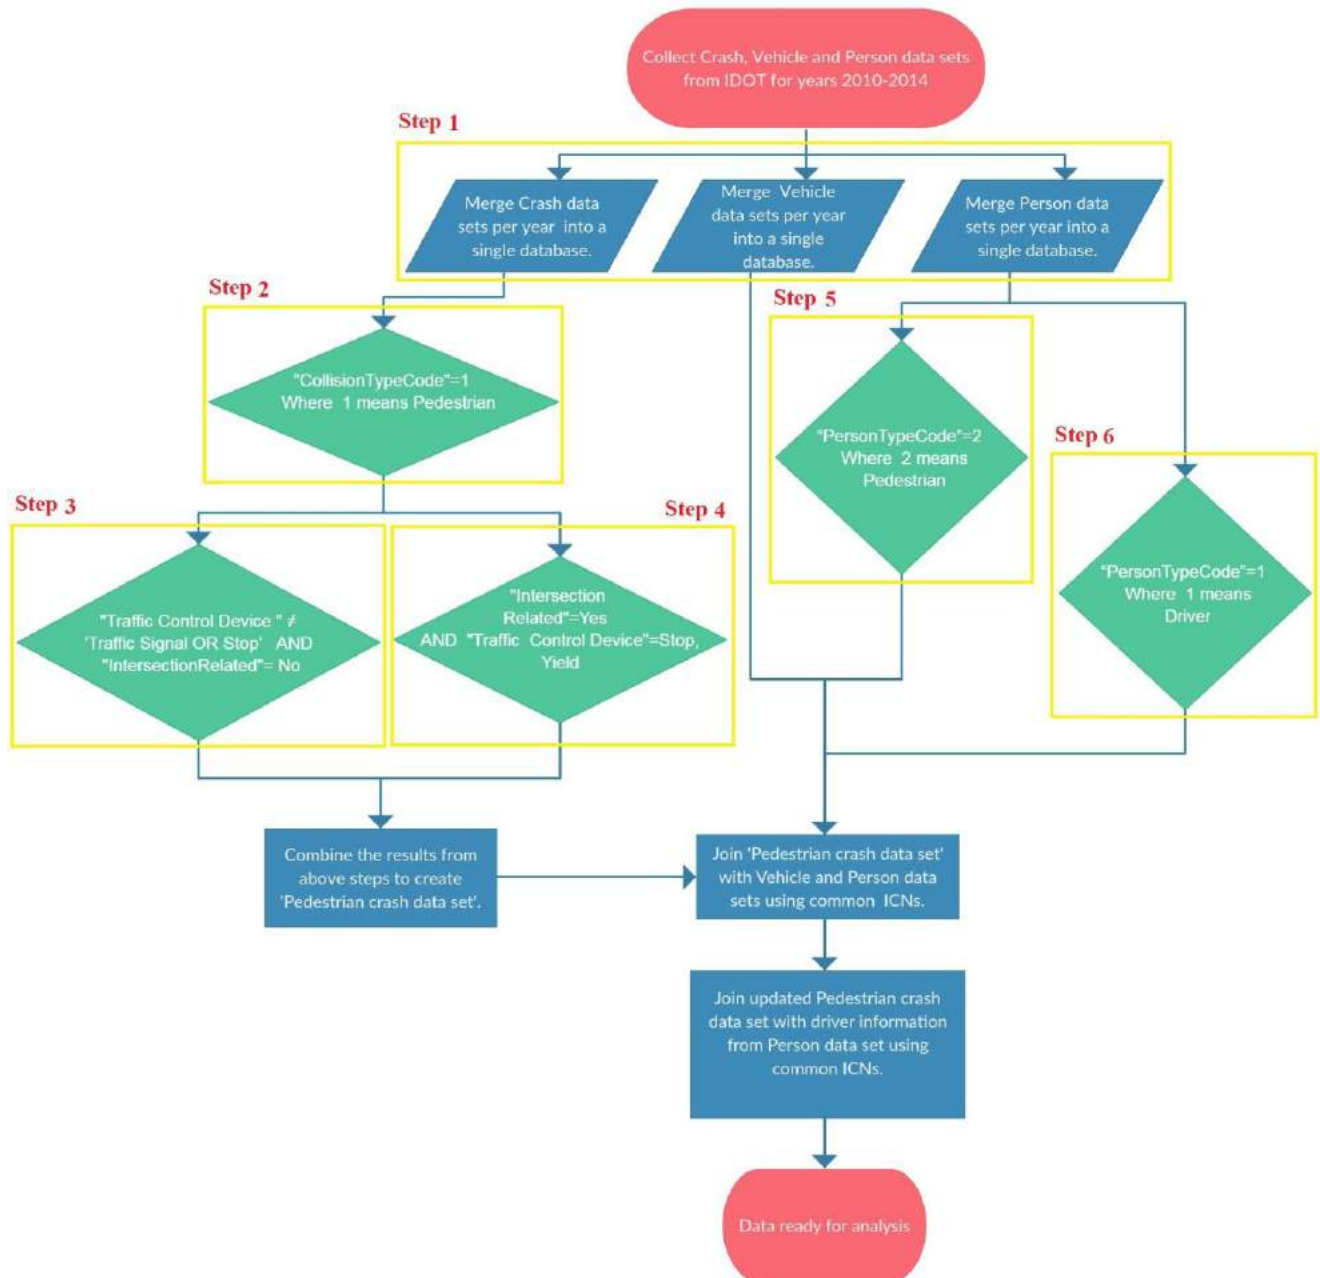 Collect Crash, Vehicle and Person data sets
from IDOT for years 2010-2014
Step 1
Merge Crash data
sets per year into a
single database.
Merge Vehicle
data sets per year
into a single
database.
Merge Person data
sets per year into a
single database.
Step 2
"CollisionTypeCode"=1
Where 1 means Pedestrian
Step 5
"PersonTypeCode"=2
Where 2 means
Pedestrian
Step 6
"PersonTypeCode"=1
Where 1 means
Driver
Step 3
"Traffic Control Device " ≠
'Traffic Signal OR Stop' AND
"IntersectionRelated"= No
Step 4
"Intersection
Related"=Yes
AND "Traffic Control Device"=Stop,
Yield
Combine the results from
above steps to create
'Pedestrian crash data set'.
Join 'Pedestrian crash data set'
with Vehicle and Person data
sets using common ICNs.
Join updated Pedestrian crash
data set with driver information
from Person data set using
common ICNs.
Data ready for analysis